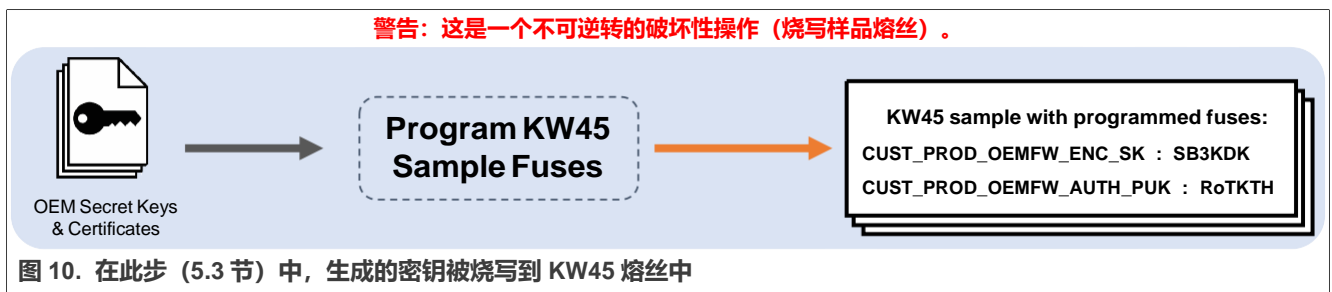 警告：这是一个不可逆转的破坏性操作（烧写样品熔丝）。
OEM Secret Keys
& Certificates
Program KW45
Sample Fuses
KW45 sample with programmed fuses:
CUST_PROD_OEMFW_ENC_SK : SB3KDK
CUST_PROD_OEMFW_AUTH_PUK : RoTKTH
图 10. 在此步（5.3 节）中，生成的密钥被烧写到 KW45 熔丝中